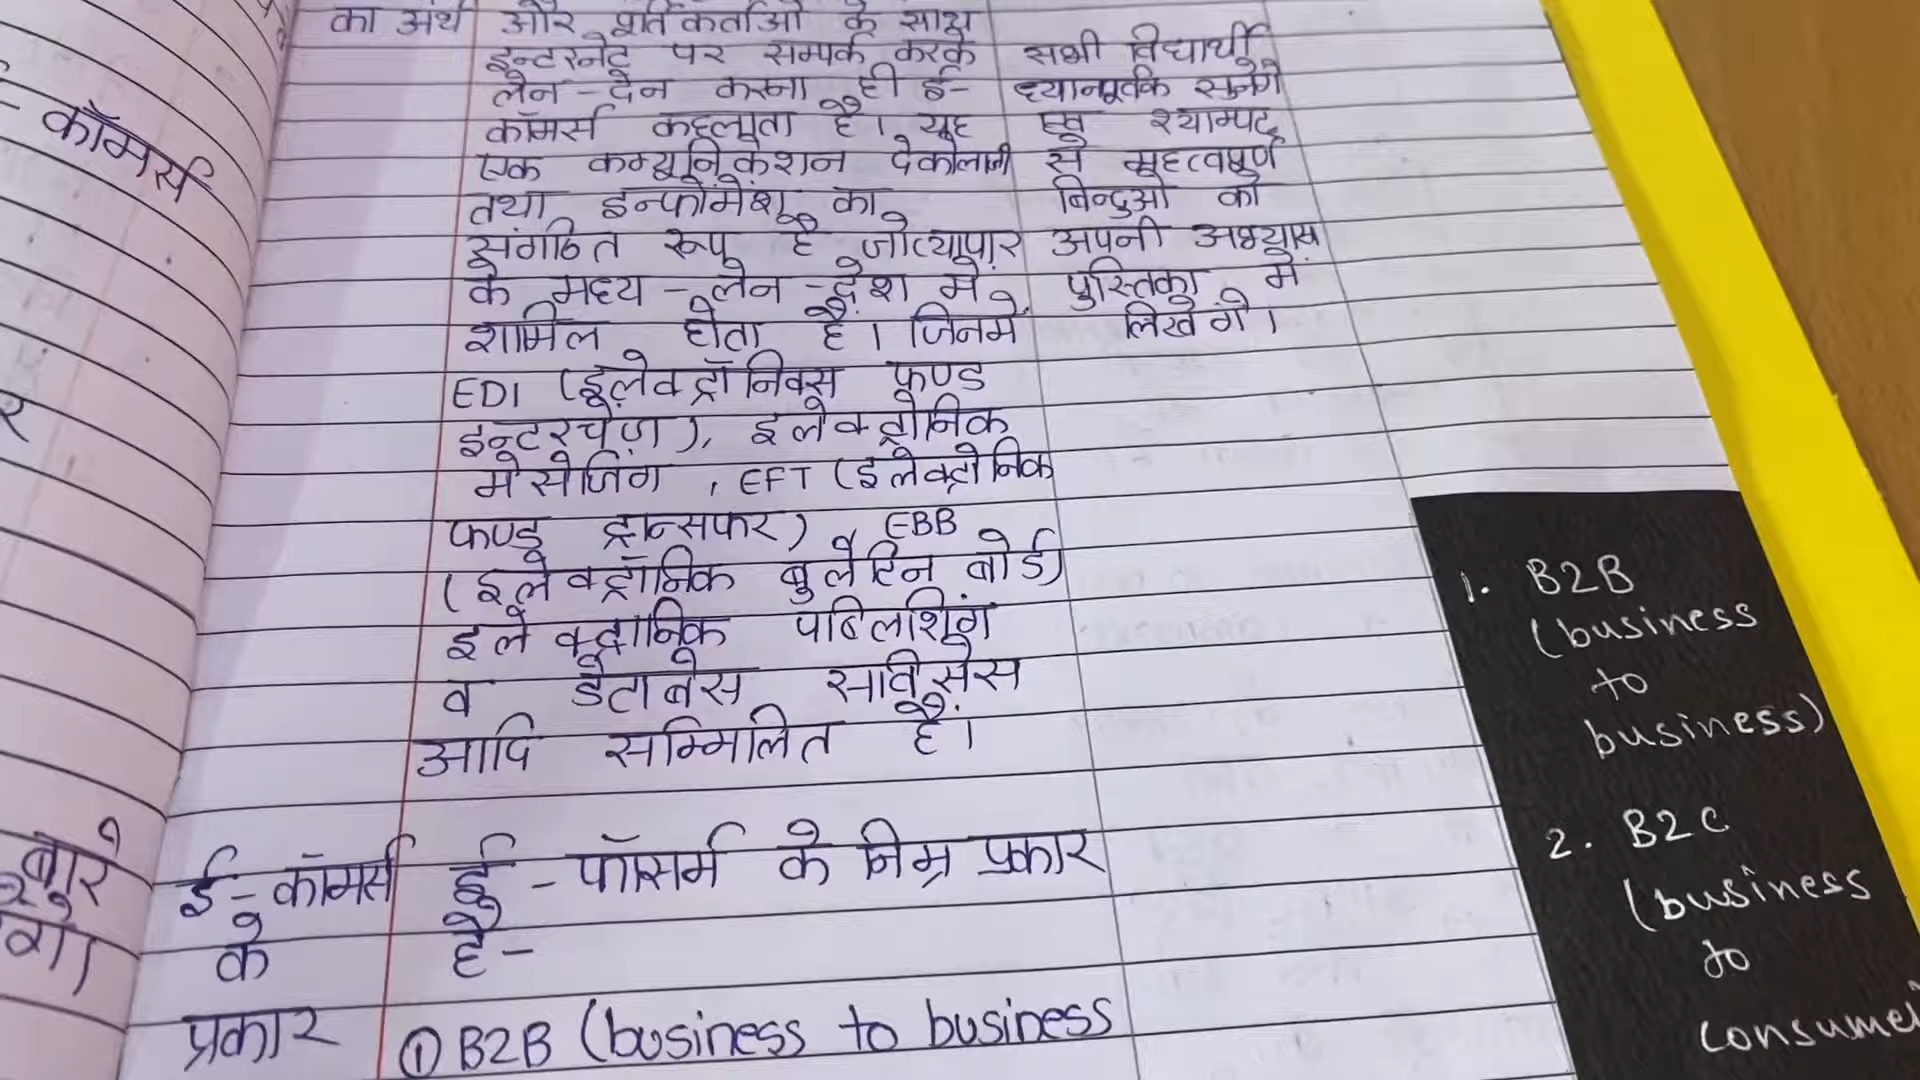 - कॉमर्स
र
बारे
का अर्थ
और पूर्तिकर्ताओ के साथ
इन्टरनेट पर सम्पर्क करके
लेन-देन करना ही ई-
कॉमर्स कहलाता है। यह
एक कम्यूनिकेशन
तथा इन्फोर्मेशन का
संगठित रूप है जो व्यापार
के मध्य - लेन - देश में
शामिल होता है। जिनमें
EDI (इलेक्ट्रॉनिक्स फण्ड
इन्टरचेंज), इलेक्ट्रोनिक
मेसेजिंग , EFT (इलेक्ट्रोनिक
फण्ड ट्रान्सफर) EBB
(इलेक्ट्रॉनिक बुलेटिन बोर्ड)
इलेक्ट्रानिक पब्लिशिंग
व डेटाबेस सर्विसेस
आदि सम्मिलित हैं।
सभी विद्यार्थी
ध्यानपूर्वक सुनेंगे
एवं श्यामपट्ट
से महत्वपूर्ण
बिन्दुओ को
अपनी अभ्यास
पुस्तिका में
लिखेंगे।
ई-कॉमर्स
के
प्रकार
ई - फॉसर्म के निम्न प्रकार
है -
① B2B (business to business
1. B2B
(business
to
business)
2. B2C
(business
to
consumer